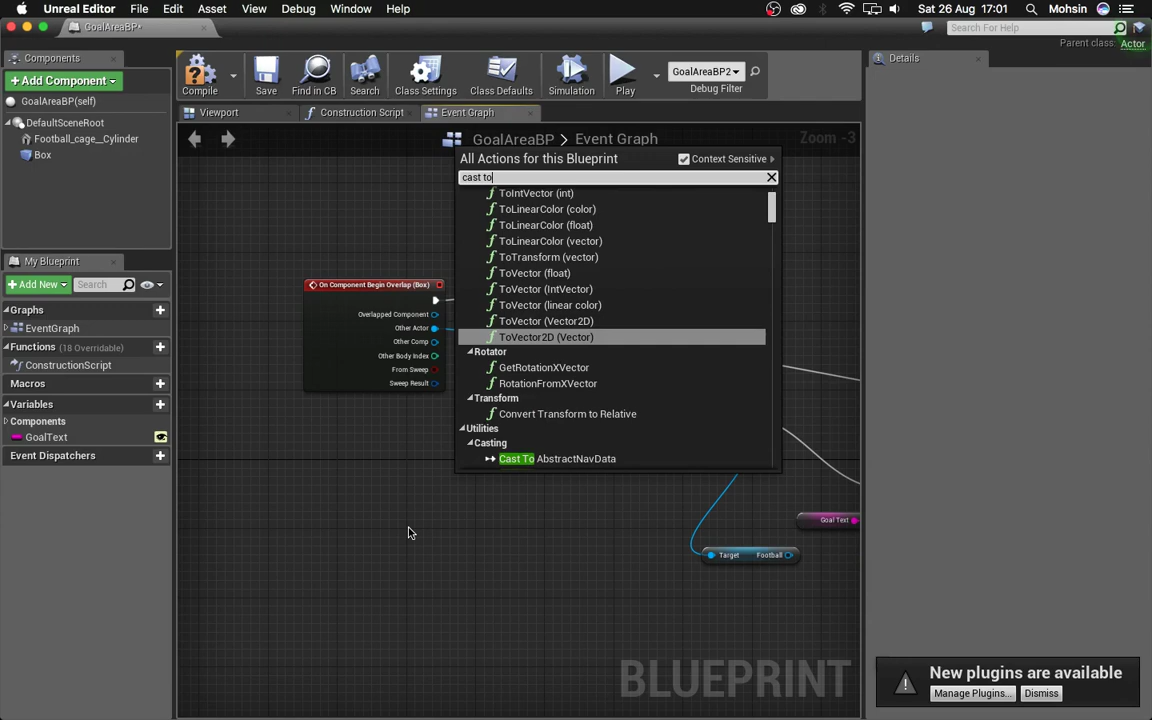 Unreal Editor File Edit Asset View Debug Window Help Sat 26 Aug 17:01 Mohsin
GoalAreaBP* Search For Help
Parent class: Actor
Components
+ Add Component
GoalAreaBP(self)
DefaultSceneRoot
Football_cage__Cylinder
Box
My Blueprint
+ Add New Search
Graphs
EventGraph
Functions (18 Overridable)
ConstructionScript
Macros
Variables
Components
GoalText
Event Dispatchers
Compile Save Find in CB Search Class Settings Class Defaults Simulation Play
GoalAreaBP2
Debug Filter
Viewport Construction Script Event Graph
GoalAreaBP > Event Graph Zoom -3
All Actions for this Blueprint Context Sensitive
cast to
ToIntVector (int)
ToLinearColor (color)
ToLinearColor (float)
ToLinearColor (vector)
ToTransform (vector)
ToVector (float)
ToVector (IntVector)
ToVector (linear color)
ToVector (Vector2D)
ToVector2D (Vector)
Rotator
GetRotationXVector
RotationFromXVector
Transform
Convert Transform to Relative
Utilities
Casting
Cast To AbstractNavData
On Component Begin Overlap (Box)
Overlapped Component
Other Actor
Other Comp
Other Body Index
From Sweep
Sweep Result
Goal Text
Target Football
BLUEPRINT
Details
New plugins are available
Manage Plugins... Dismiss